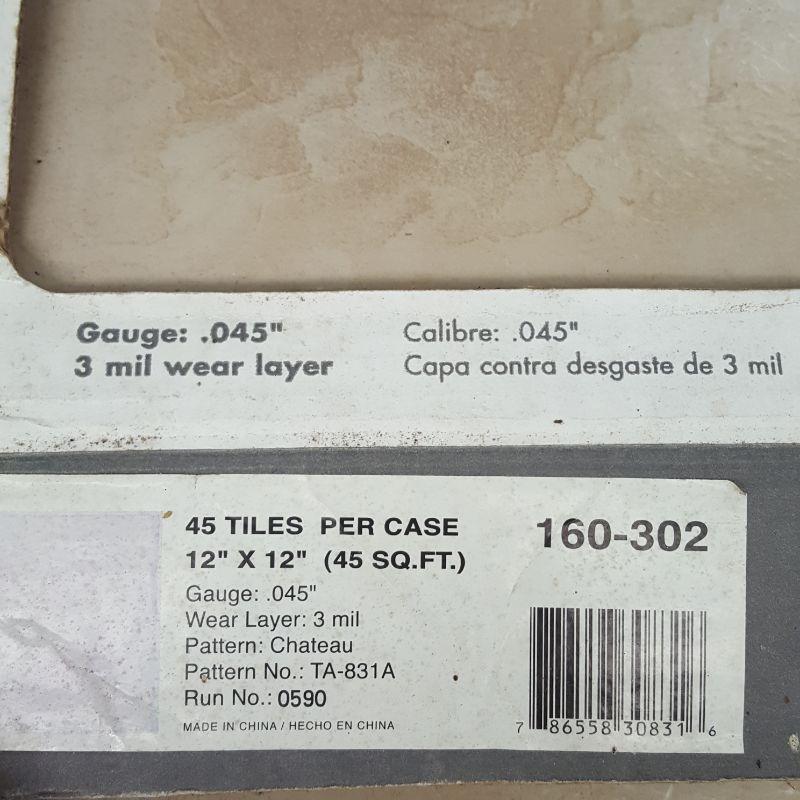 Gauge: .045"
3 mil wear layer
Calibre: .045"
Capa contra desgaste de 3 mil
45 TILES PER CASE
12" X 12" (45 SQ.FT.)
Gauge: .045"
Wear Layer: 3 mil
Pattern: Chateau
Pattern No.: TA-831A
Run No.: 0590
MADE IN CHINA / HECHO EN CHINA
160-302
7 86558 30831 6